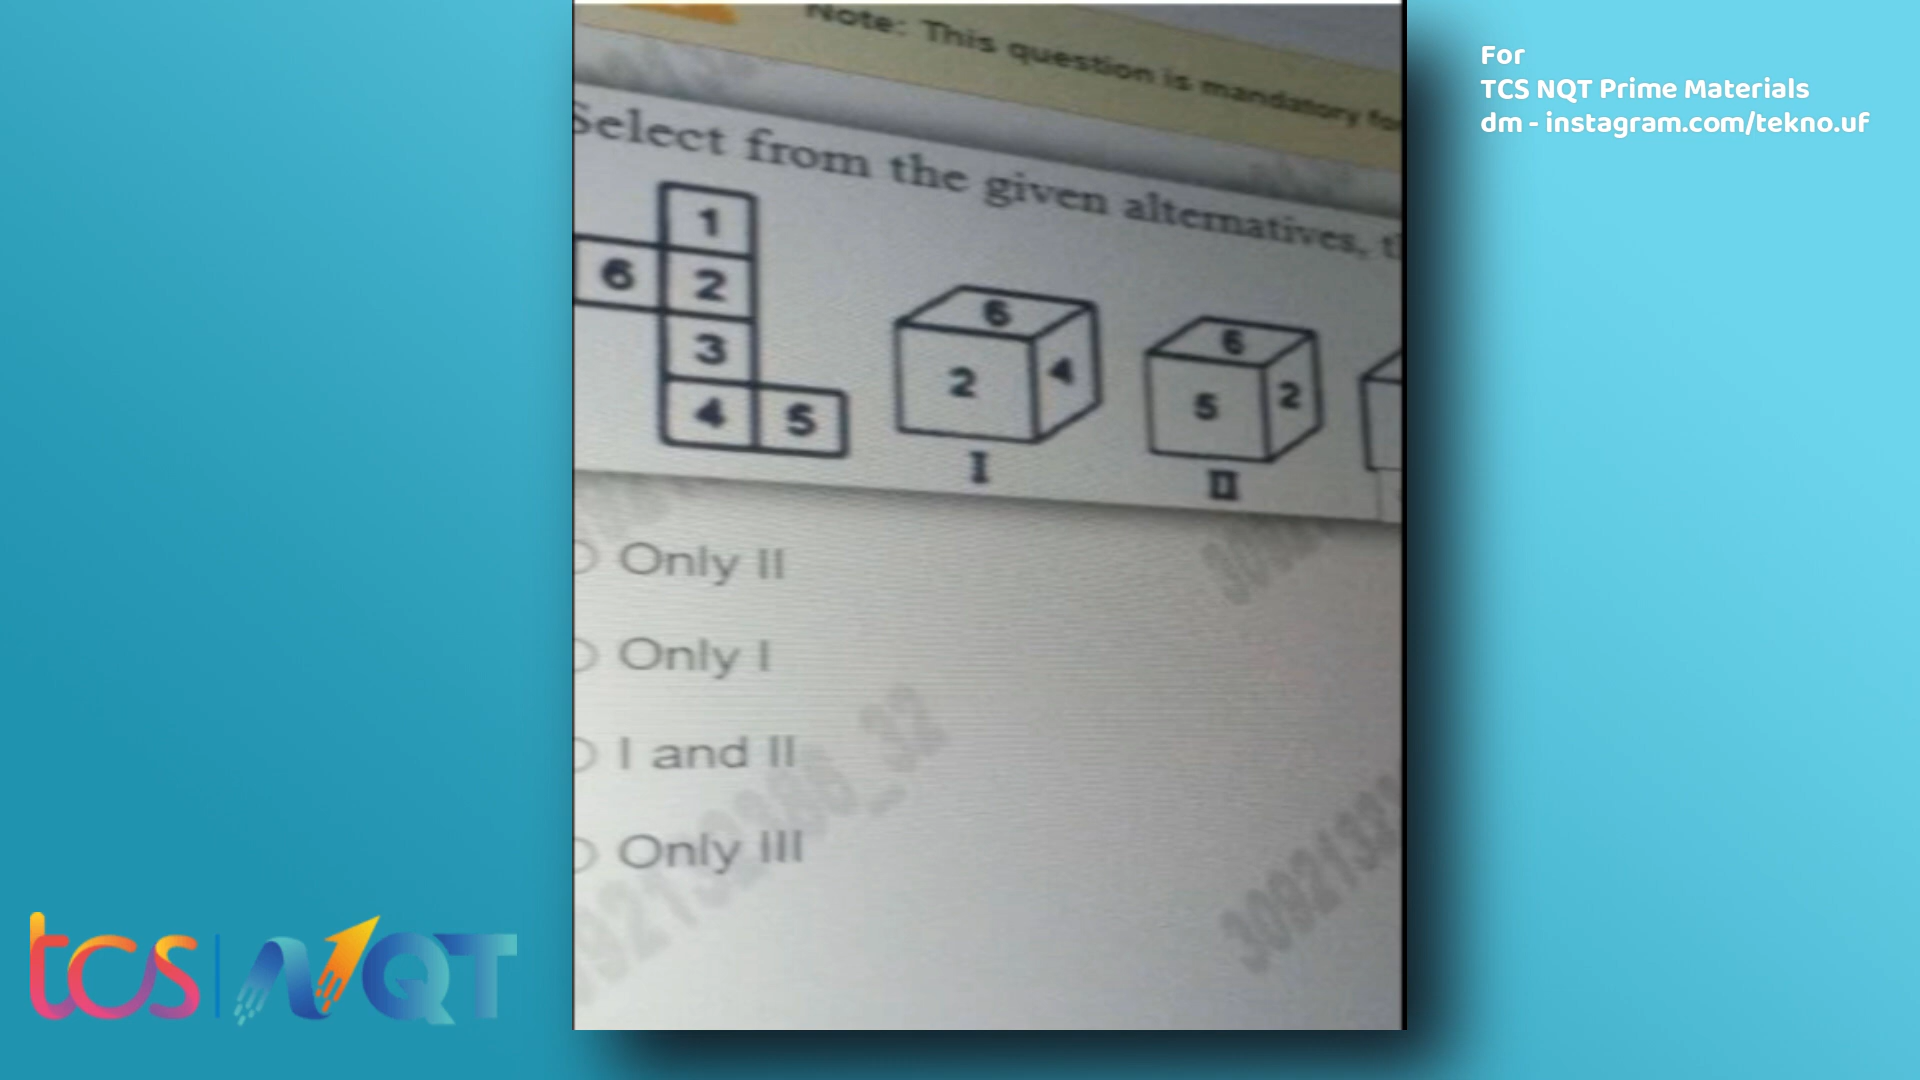 For
TCS NQT Prime Materials
dm - instagram.com/tekno.uf
Note: This question is mandatory for
Select from the given alternatives,
1
6 2
3
4 5
6
2 4
I
6
5 2
II
Only II
Only I
I and II
Only III
tcs NQT